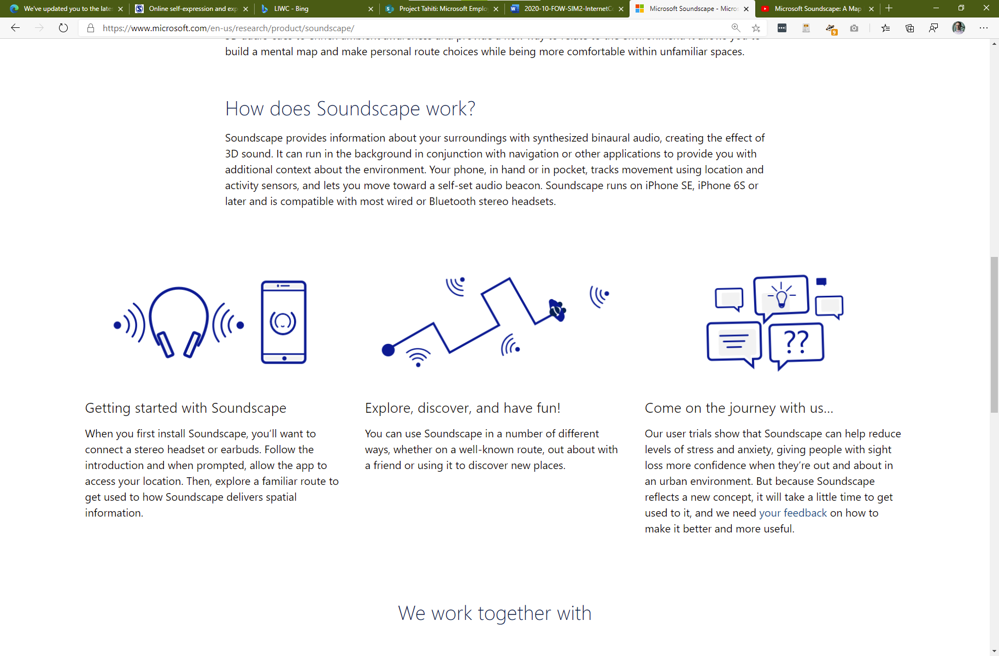 We've updated you to the late
Online self-expression and exp
LIWC - Bing
Project Tahiti: Microsoft Emplo
2020-10-FOW-SIM2-InternetC
Microsoft Soundscape - Micros
Microsoft Soundscape: A Map
https://www.microsoft.com/en-us/research/product/soundscape/
9
build a mental map and make personal route choices while being more comfortable within unfamiliar spaces.
How does Soundscape work?
Soundscape provides information about your surroundings with synthesized binaural audio, creating the effect of
3D sound. It can run in the background in conjunction with navigation or other applications to provide you with
additional context about the environment. Your phone, in hand or in pocket, tracks movement using location and
activity sensors, and lets you move toward a self-set audio beacon. Soundscape runs on iPhone SE, iPhone 6S or
later and is compatible with most wired or Bluetooth stereo headsets.
??
Getting started with Soundscape
When you first install Soundscape, you’ll want to
connect a stereo headset or earbuds. Follow the
introduction and when prompted, allow the app to
access your location. Then, explore a familiar route to
get used to how Soundscape delivers spatial
information.
Explore, discover, and have fun!
You can use Soundscape in a number of different
ways, whether on a well-known route, out about with
a friend or using it to discover new places.
Come on the journey with us…
Our user trials show that Soundscape can help reduce
levels of stress and anxiety, giving people with sight
loss more confidence when they’re out and about in
an urban environment. But because Soundscape
reflects a new concept, it will take a little time to get
used to it, and we need your feedback on how to
make it better and more useful.
We work together with